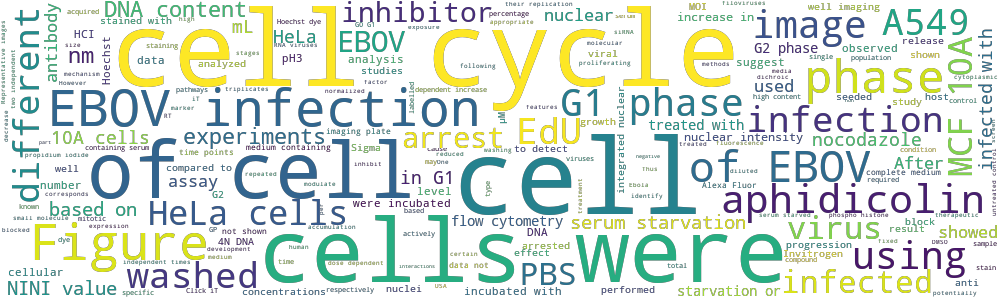 cell cycle
of cell
cell
cells were
EBOV infection
of EBOV
Figure
phase
G1 phase
infection
image
A549
virus
using
infected
infected with
aphidicolin
different
MCF 10A
inhibitor
DNA content
antibody
nm
HCI
Hoechst
acquired
stained with
staining
data
analyzed
mL
HeLa
EBOV
analysis
studies
nuclear
pH3
viral
Hoechst dye
RNA viruses
stages
percentage
appropriate
high
their replication
filoviruses
MOI
increase in
exposure
serum
siRNA
molecular
proliferating
suggest
G2 phase
well imaging
observed
population
dichroic
media
high content
release
shown
single
methods
used
seeded
study
host
control
cytoplasmic
Representative images
two independent
decrease
size
mechanism
However
pathways
triplicates
normalized
factor
following
dependent increase
marker
RT
iT
features
labelled
µM
growth
treated with
fluorescence
nuclear intensity
integrated nuclear
nocodazole
condition
After
complete medium
required
untreated control
10A cells
experiments
arrest
EdU
imaging plate
medium containing
Sigma
inhibit
time points
containing serum
propidium iodide
part
well
compared to
assay
G2
repeated
modulate
in G1
level
were incubated
may
One
cause
reduced
washing
viruses
to detect
type
thus
Ebola
identify
negative
treated
due
diluted
Alexa Fluor
number
corresponds
known
small molecule
mitotic
expression
based on
HeLa cells
serum starvation
flow cytometry
DNA
based
actively
arrested
effect
data not
certain
interactions
treatment
serum starved
phospho histone
therapeutic
block
result
showed
progression
Invitrogen
fixed
DMSO
sample
anti
compound
potentially
blocked
dye
GP
not shown
4N DNA
development
medium
accumulation
human
time
dose dependent
independent times
cellular
NINI value
specific
washed
Click iT
concentrations
respectively
nuclei
USA
PBS
incubated with
performed
total
starvation or